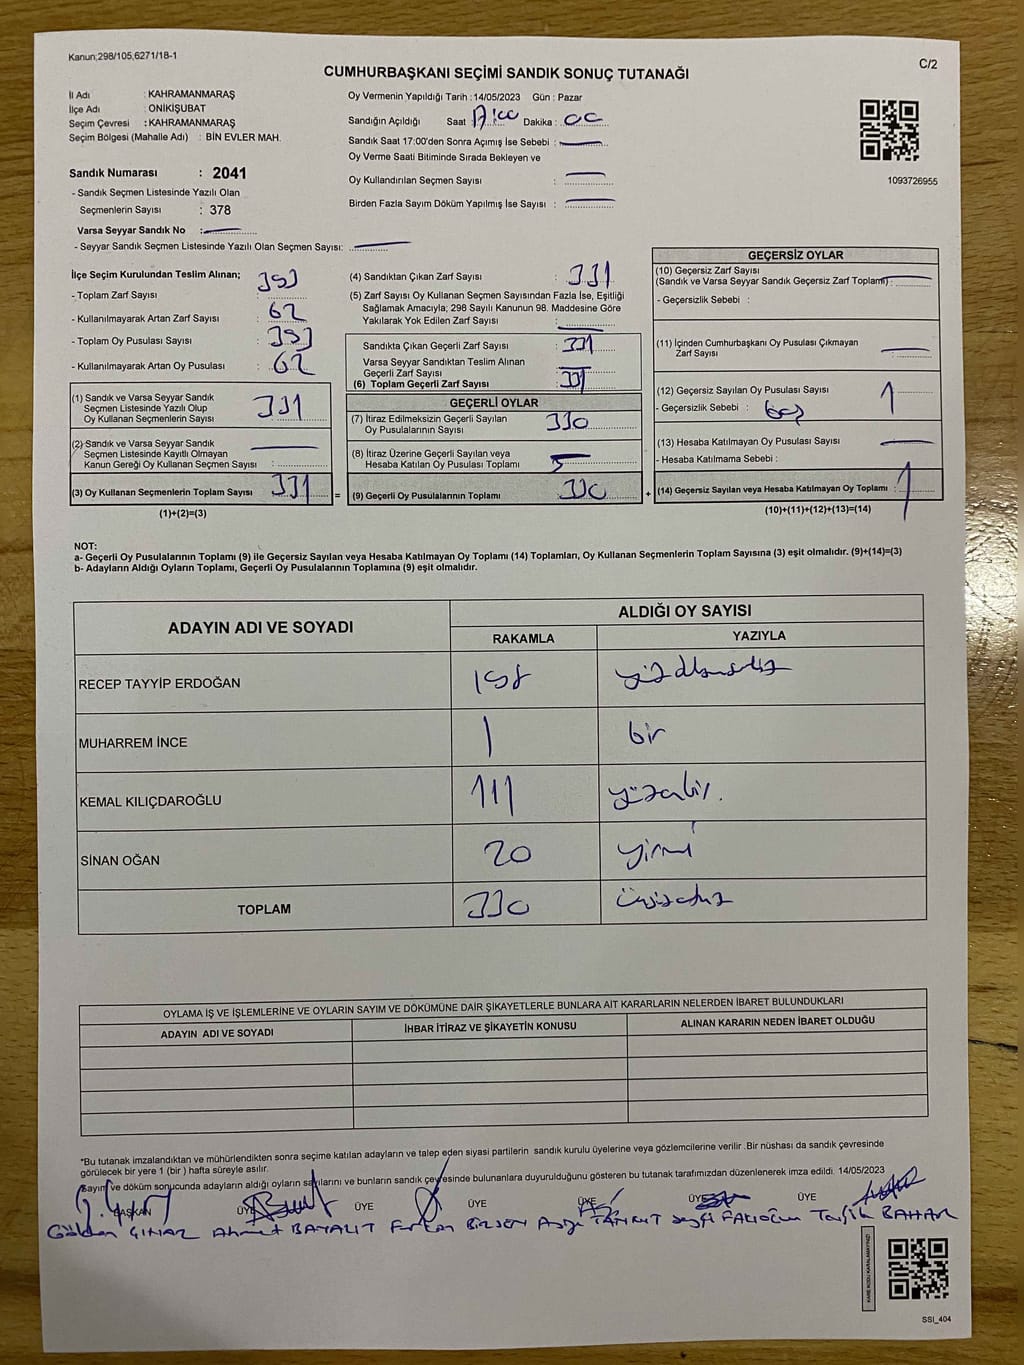 Kanun;298/105,6271/18-1
C/2
CUMHURBAŞKANI SEÇİMİ SANDIK SONUÇ TUTANAĞI
İl Adı : KAHRAMANMARAŞ
İlçe Adı : ONİKİŞUBAT
Seçim Çevresi : KAHRAMANMARAŞ
Seçim Bölgesi (Mahalle Adı) : BİN EVLER MAH.
Oy Vermenin Yapıldığı Tarih : 14/05/2023 Gün : Pazar
Sandığın Açıldığı Saat Dakika :
Sandık Saat 17:00'den Sonra Açımış İse Sebebi :
Oy Verme Saati Bitiminde Sırada Bekleyen ve
Oy Kullandırılan Seçmen Sayısı :
Birden Fazla Sayım Döküm Yapılmış İse Sayısı :
1093726955
Sandık Numarası : 2041
- Sandık Seçmen Listesinde Yazılı Olan
Seçmenlerin Sayısı : 378
Varsa Seyyar Sandık No :
- Seyyar Sandık Seçmen Listesinde Yazılı Olan Seçmen Sayısı:
İlçe Seçim Kurulundan Teslim Alınan;
- Toplam Zarf Sayısı : 393
- Kullanılmayarak Artan Zarf Sayısı : 62
- Toplam Oy Pusulası Sayısı : 393
- Kullanılmayarak Artan Oy Pusulası : 62
(1) Sandık ve Varsa Seyyar Sandık
Seçmen Listesinde Yazılı Olup
Oy Kullanan Seçmenlerin Sayısı 331
(2) Sandık ve Varsa Seyyar Sandık
Seçmen Listesinde Kayıtlı Olmayan
Kanun Gereği Oy Kullanan Seçmen Sayısı :
(3) Oy Kullanan Seçmenlerin Toplam Sayısı 331 =
(1)+(2)=(3)
(4) Sandıktan Çıkan Zarf Sayısı : 331
(5) Zarf Sayısı Oy Kullanan Seçmen Sayısından Fazla İse, Eşitliği
Sağlamak Amacıyla; 298 Sayılı Kanunun 98. Maddesine Göre
Yakılarak Yok Edilen Zarf Sayısı :
Sandıkta Çıkan Geçerli Zarf Sayısı : 331
Varsa Seyyar Sandıktan Teslim Alınan
Geçerli Zarf Sayısı :
(6) Toplam Geçerli Zarf Sayısı : 331
GEÇERLİ OYLAR
(7) İtiraz Edilmeksizin Geçerli Sayılan
Oy Pusulalarının Sayısı 330
(8) İtiraz Üzerine Geçerli Sayılan veya
Hesaba Katılan Oy Pusulası Toplamı
(9) Geçerli Oy Pusulalarının Toplamı : 330 +
GEÇERSİZ OYLAR
(10) Geçersiz Zarf Sayısı
(Sandık ve Varsa Seyyar Sandık Geçersiz Zarf Toplamı) :
- Geçersizlik Sebebi :
(11) İçinden Cumhurbaşkanı Oy Pusulası Çıkmayan
Zarf Sayısı
(12) Geçersiz Sayılan Oy Pusulası Sayısı 1
- Geçersizlik Sebebi :
(13) Hesaba Katılmayan Oy Pusulası Sayısı
- Hesaba Katılmama Sebebi :
(14) Geçersiz Sayılan veya Hesaba Katılmayan Oy Toplamı : 1
(10)+(11)+(12)+(13)=(14)
NOT:
a- Geçerli Oy Pusulalarının Toplamı (9) ile Geçersiz Sayılan veya Hesaba Katılmayan Oy Toplamı (14) Toplamları, Oy Kullanan Seçmenlerin Toplam Sayısına (3) eşit olmalıdır. (9)+(14)=(3)
b- Adayların Aldığı Oyların Toplamı, Geçerli Oy Pusulalarının Toplamına (9) eşit olmalıdır.
ADAYIN ADI VE SOYADI
ALDIĞI OY SAYISI
RAKAMLA YAZIYLA
RECEP TAYYİP ERDOĞAN 198
MUHARREM İNCE 1 bir
KEMAL KILIÇDAROĞLU 111 yüzonbir.
SİNAN OĞAN 20 yirmi
TOPLAM 330 üçyüzotuz
OYLAMA İŞ VE İŞLEMLERİNE VE OYLARIN SAYIM VE DÖKÜMÜNE DAİR ŞİKAYETLERLE BUNLARA AİT KARARLARIN NELERDEN İBARET BULUNDUKLARI
ADAYIN ADI VE SOYADI İHBAR İTİRAZ VE ŞİKAYETİN KONUSU ALINAN KARARIN NEDEN İBARET OLDUĞU
*Bu tutanak imzalandıktan ve mühürlendikten sonra seçime katılan adayların ve talep eden siyasi partilerin sandık kurulu üyelerine veya gözlemcilerine verilir .Bir nüshası da sandık çevresinde
görülecek bir yere 1 (bir ) hafta süreyle asılır.
Sayım ve döküm sonucunda adayların aldığı oyların sayılarını ve bunların sandık çevresinde bulunanlara duyurulduğunu gösteren bu tutanak tarafımızdan düzenlenerek imza edildi. 14/05/2023
BAŞKAN ÜYE ÜYE ÜYE ÜYE ÜYE ÜYE
ÇINAR Ahmet BAYALIT BİLSEN BAHAR
SSI_404